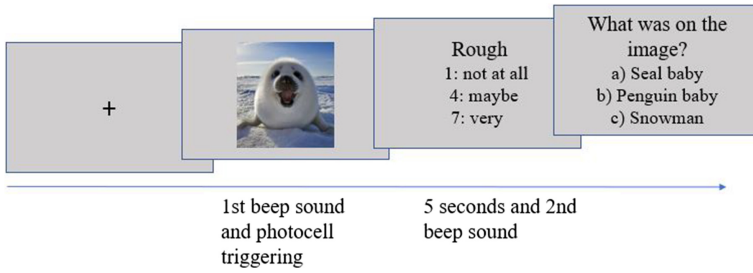 +
Rough
1: not at all
4: maybe
7: very
What was on the
image?
a) Seal baby
b) Penguin baby
c) Snowman
1st beep sound
and photocell
triggering
5 seconds and 2nd
beep sound